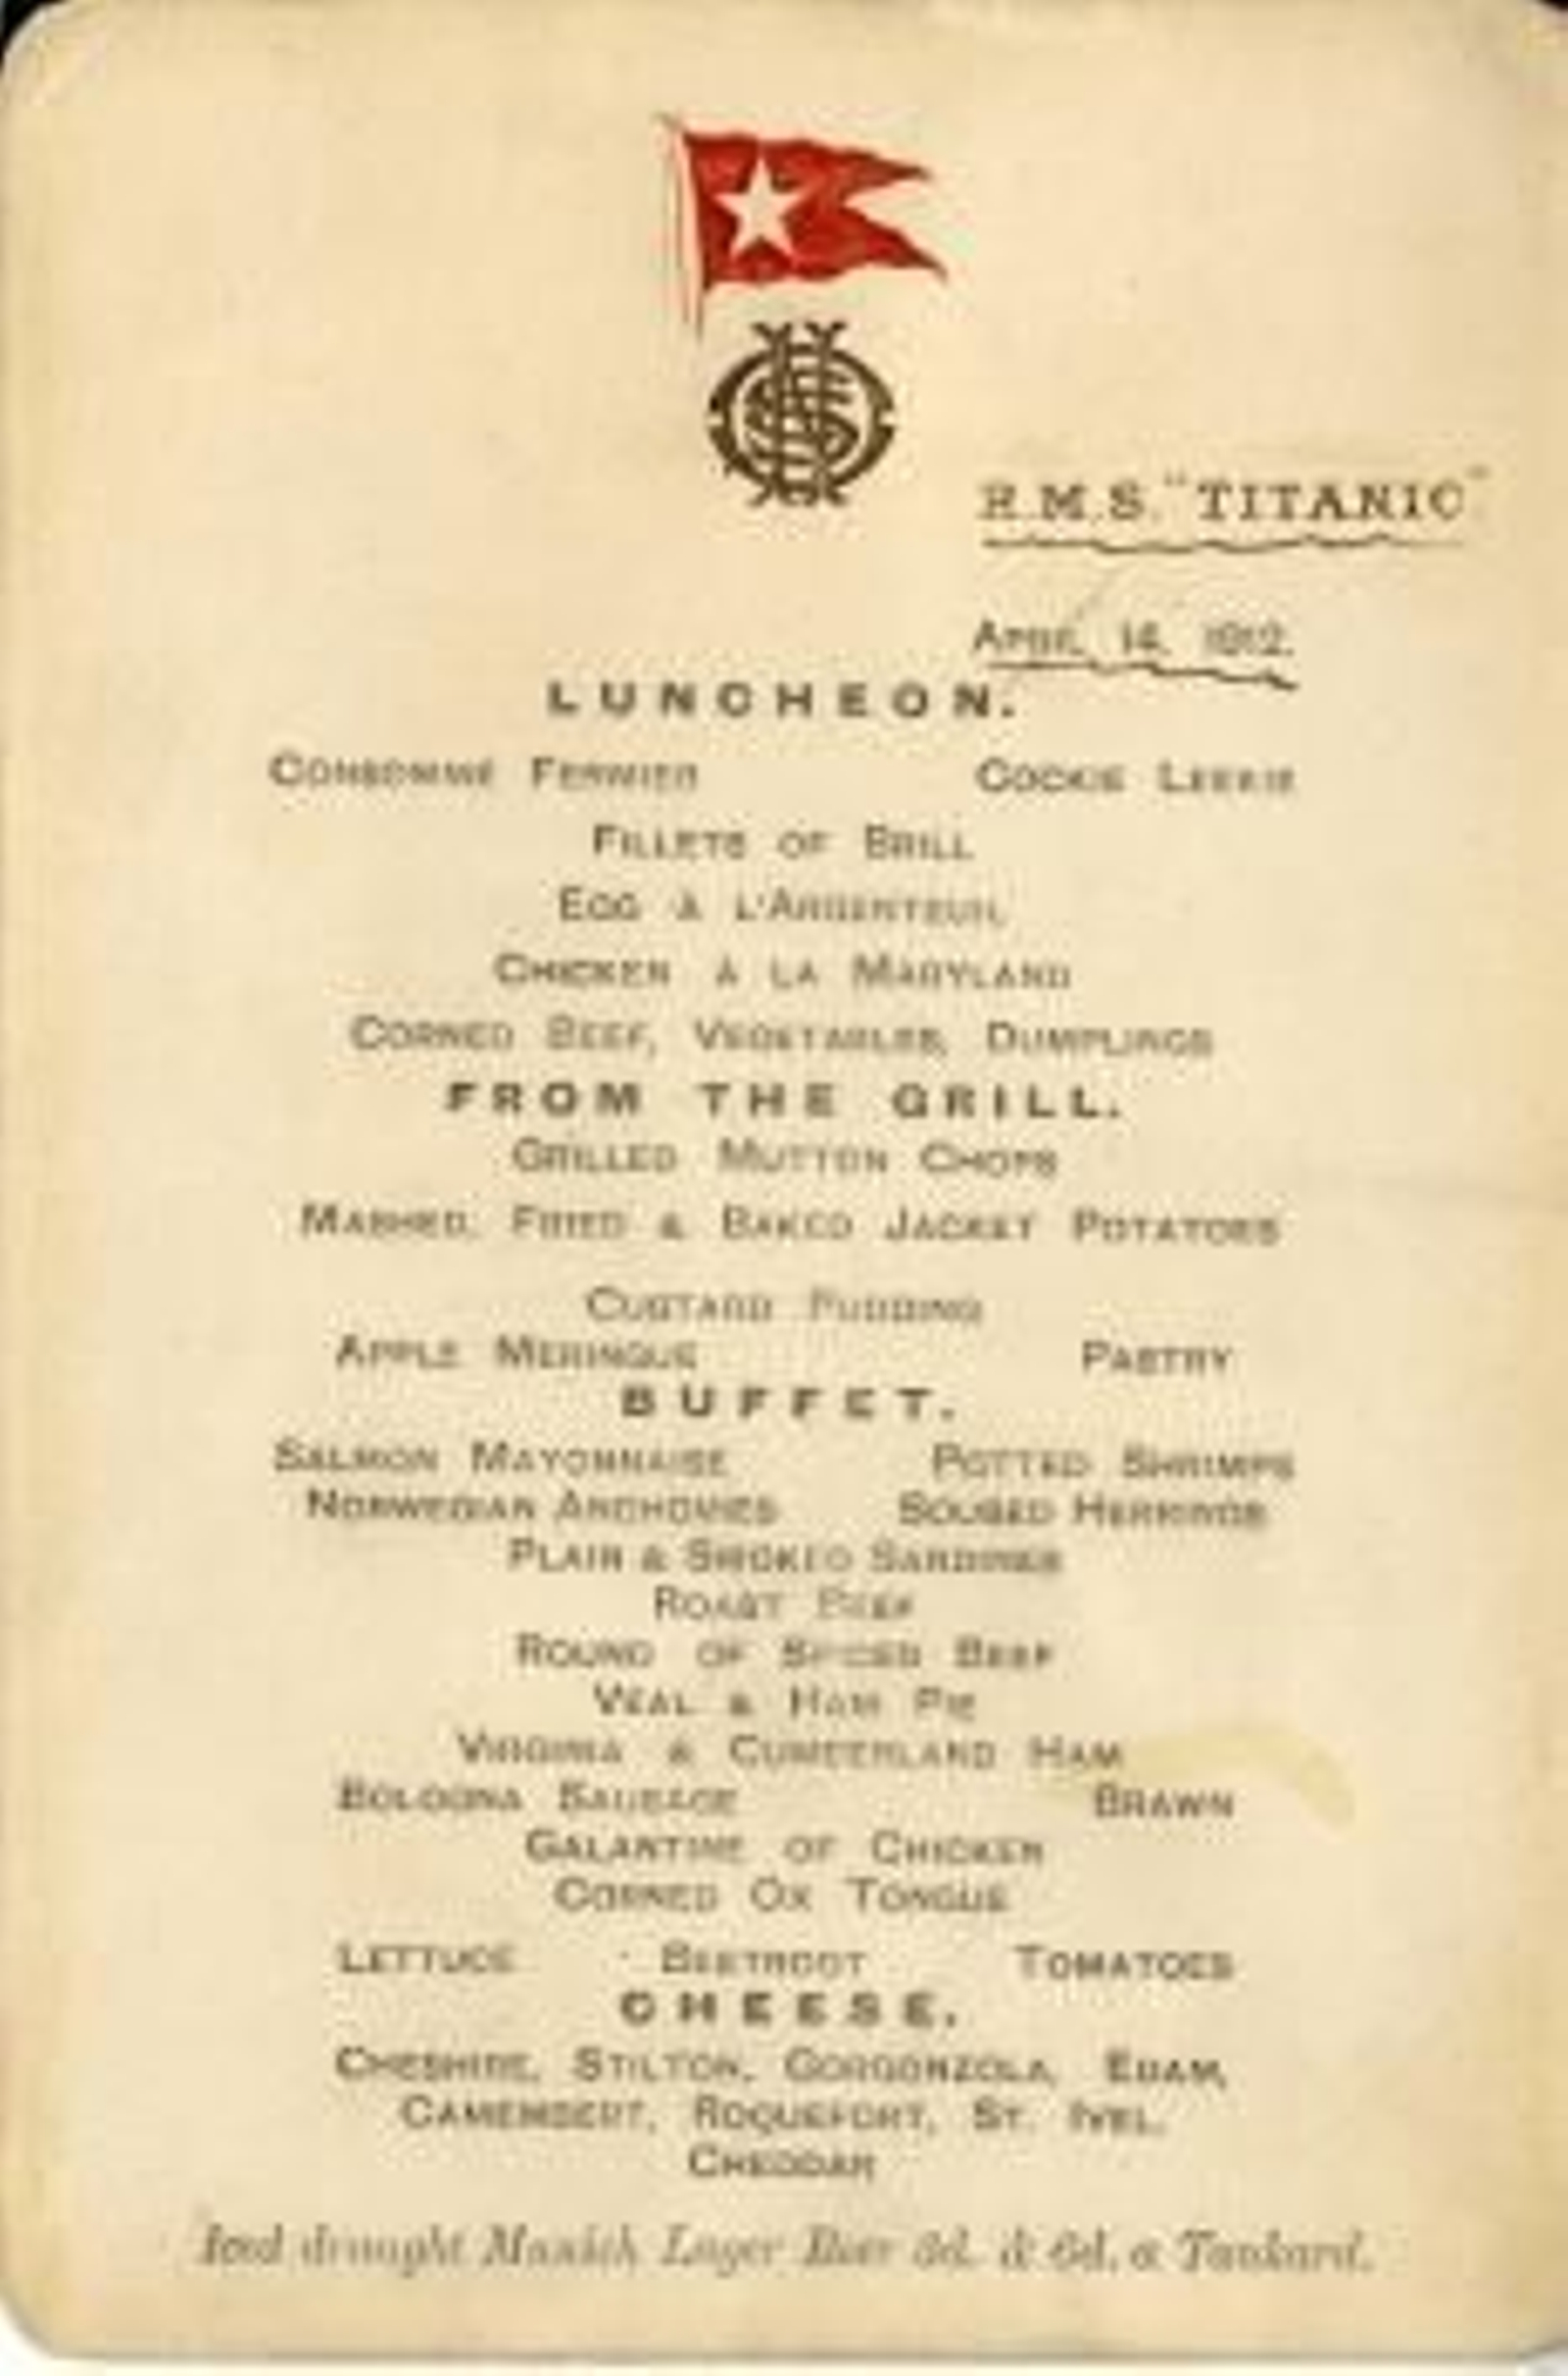 R.M.S. "TITANIC"
APRIL 14, 1912.
LUNCHEON.
CONSOMMÉ FERMIER COCKIE LEEKIE
FILLETS OF BRILL
EGG À L'ARGENTEUIL
CHICKEN À LA MARYLAND
CORNED BEEF, VEGETABLES, DUMPLINGS
FROM THE GRILL.
GRILLED MUTTON CHOPS
MASHED, FRIED & BAKED JACKET POTATOES
CUSTARD PUDDING
APPLE MERINGUE PASTRY
BUFFET.
SALMON MAYONNAISE POTTED SHRIMPS
NORWEGIAN ANCHOVIES SOUSED HERRINGS
PLAIN & SMOKED SARDINES
ROAST BEEF
ROUND OF SPICED BEEF
VEAL & HAM PIE
VIRGINIA & CUMBERLAND HAM
BOLOGNA SAUSAGE BRAWN
GALANTINE OF CHICKEN
CORNED OX TONGUE
LETTUCE BEETROOT TOMATOES
CHEESE.
CHESHIRE, STILTON, GORGONZOLA, EDAM,
CAMEMBERT, ROQUEFORT, ST. IVEL,
CHEDDAR
Iced draught Munich Lager Beer 3d. & 6d. a Tankard.